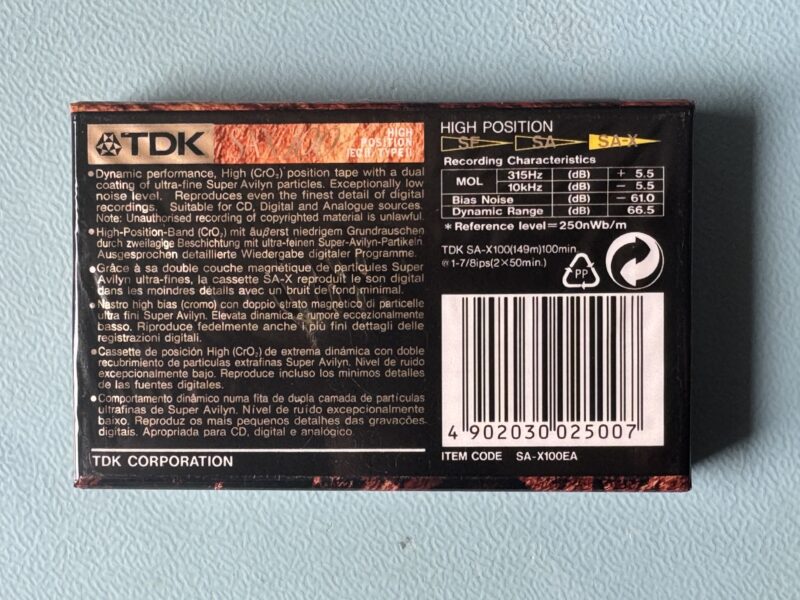 TDK
SA-X 100
HIGH
POSITION
IECII/TYPEII
•Dynamic performance, High (CrO₂) position tape with a dual
coating of ultra-fine Super Avilyn particles. Exceptionally low
noise level. Reproduces even the finest detail of digital
recordings. Suitable for CD, Digital and Analogue sources.
Note: Unauthorised recording of copyrighted material is unlawful.
•High-Position-Band (CrO₂) mit äußerst niedrigem Grundrauschen
durch zweilagige Beschichtung mit ultra-feinen Super-Avilyn-Partikeln
Ausgesprochen detaillierte Wiedergabe digitaler Programme.
•Grâce à sa double couche magnétique de particules Super
Avilyn ultra-fines, la cassette SA-X reproduit le son digital
dans les moindres détails avec un bruit de fond minimal.
•Nastro high bias (cromo) con doppio strato magnetico di particelle
ultra fini Super Avilyn. Elevata dinamica e rumore eccezionalmente
basso. Riproduce fedelmente anche i più fini dettagli delle
registrazioni digitali.
•Cassette de posición High (CrO₂) de extrema dinámica con doble
recubrimiento de partículas extrafinas Super Avilyn. Nivel de ruido
excepcionalmente bajo. Reproduce incluso los mínimos detalles
de las fuentes digitales.
•Comportamento dinâmico numa fita de dupla camada de partículas
ultrafinas de Super Avilyn. Nível de ruído excepcionalmente
baixo. Reproduz os mais pequenos detalhes das gravações
digitais. Apropriada para CD, digital e analógico.
TDK CORPORATION
HIGH POSITION
SF SA SA-X
Recording Characteristics
MOL 315Hz (dB) + 5.5
10kHz (dB) − 5.5
Bias Noise (dB) −61.0
Dynamic Range (dB) 66.5
*Reference level=250nWb/m
TDK SA-X100(149m)100min.
@1-7/8ips(2×50min.)
PP
4 902030 025007
ITEM CODE SA-X100EA